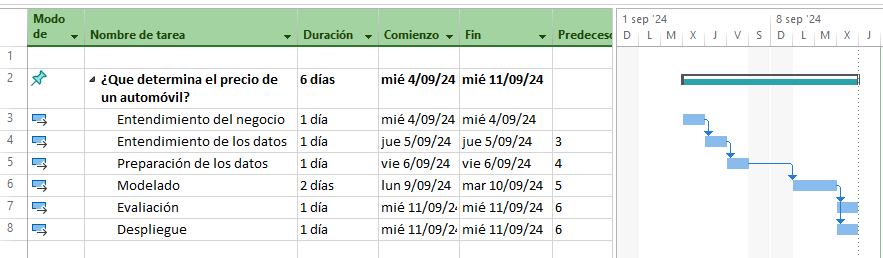 Modo de Nombre de tarea Duración Comienzo Fin Predeceso
1 sep '24 8 sep '24
D L M X J V S D L M X J
1
2 ¿Que determina el precio de un automóvil? 6 días mié 4/09/24 mié 11/09/24
3 Entendimiento del negocio 1 día mié 4/09/24 mié 4/09/24
4 Entendimiento de los datos 1 día jue 5/09/24 jue 5/09/24 3
5 Preparación de los datos 1 día vie 6/09/24 vie 6/09/24 4
6 Modelado 2 días lun 9/09/24 mar 10/09/24 5
7 Evaluación 1 día mié 11/09/24 mié 11/09/24 6
8 Despliegue 1 día mié 11/09/24 mié 11/09/24 6